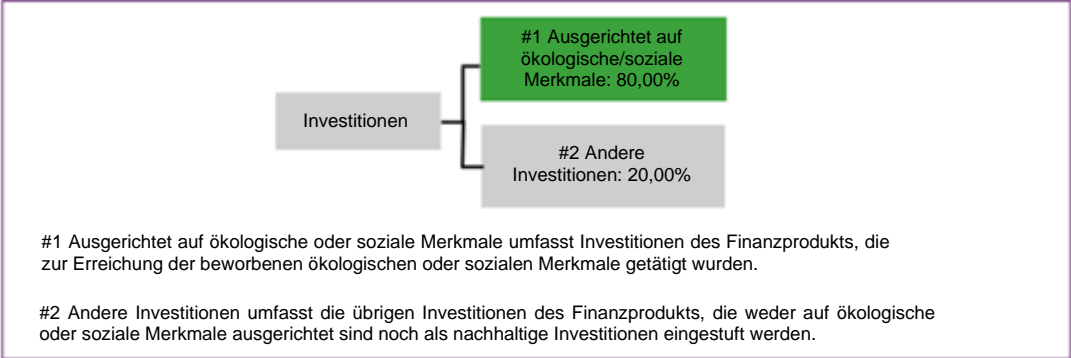 #1 Ausgerichtet auf
ökologische/soziale
Merkmale: 80,00%
Investitionen
#2 Andere
Investitionen: 20,00%
#1 Ausgerichtet auf ökologische oder soziale Merkmale umfasst Investitionen des Finanzprodukts, die
zur Erreichung der beworbenen ökologischen oder sozialen Merkmale getätigt wurden.
#2 Andere Investitionen umfasst die übrigen Investitionen des Finanzprodukts, die weder auf ökologische
oder soziale Merkmale ausgerichtet sind noch als nachhaltige Investitionen eingestuft werden.